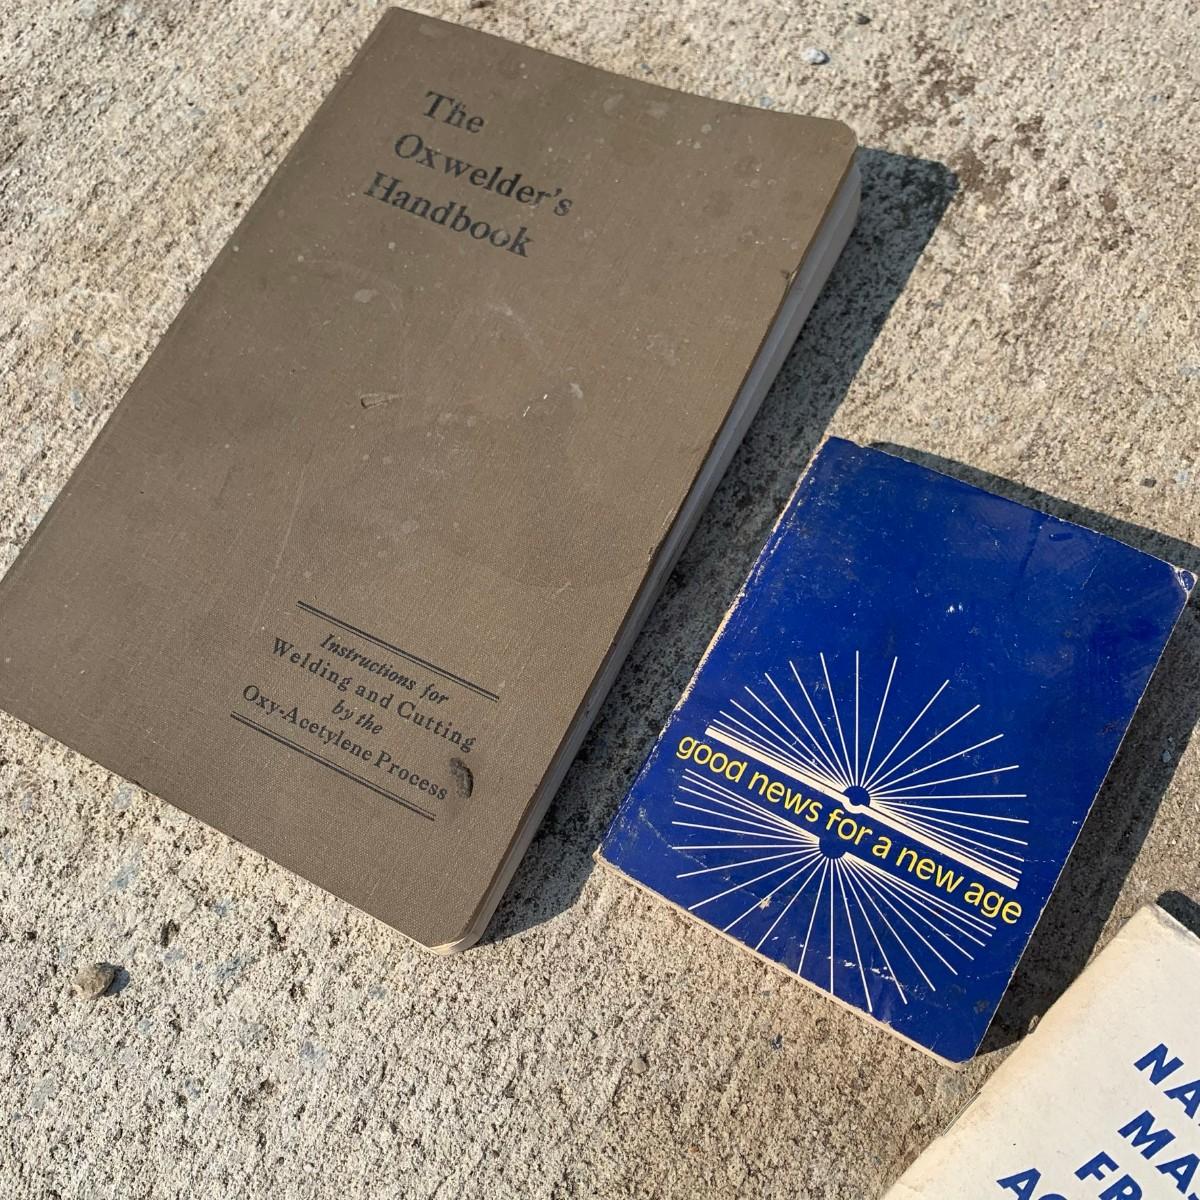 The
Oxwelder's
Handbook
Instructions for
Welding and Cutting
by the
Oxy-Acetylene Process
good news for a new age